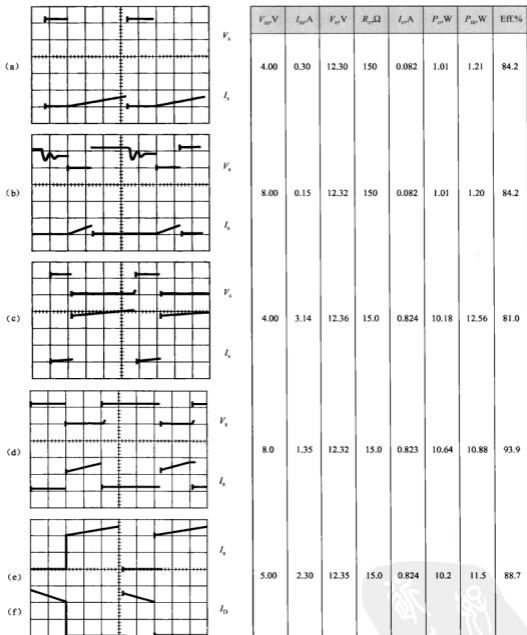 V_in,V I_in,A V_o,V R_o,Ω I_o,A P_o,W P_in,W Eff.%
(a) V_s I_s 4.00 0.30 12.30 150 0.082 1.01 1.21 84.2
(b) V_s I_s 8.00 0.15 12.32 150 0.082 1.01 1.20 84.2
(c) V_s I_s 4.00 3.14 12.36 15.0 0.824 10.18 12.56 81.0
(d) V_s I_s 8.0 1.35 12.32 15.0 0.823 10.64 10.88 93.9
(e) I_s 5.00 2.30 12.35 15.0 0.824 10.2 11.5 88.7
(f) I_D